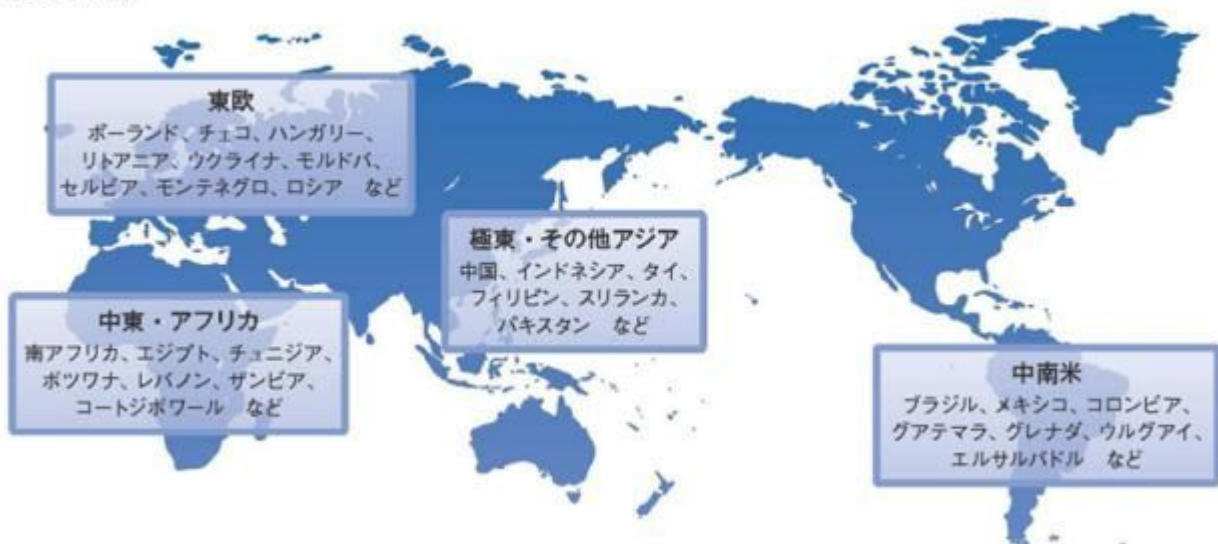 東欧
ポーランド、チェコ、ハンガリー、
リトアニア、ウクライナ、モルドバ、
セルビア、モンテネグロ、ロシア　など
極東・その他アジア
中国、インドネシア、タイ、
フィリピン、スリランカ、
パキスタン　など
中東・アフリカ
南アフリカ、エジプト、チュニジア、
ボツワナ、レバノン、ザンビア、
コートジボワール　など
中南米
ブラジル、メキシコ、コロンビア、
グアテマラ、グレナダ、ウルグアイ、
エルサルバドル　など